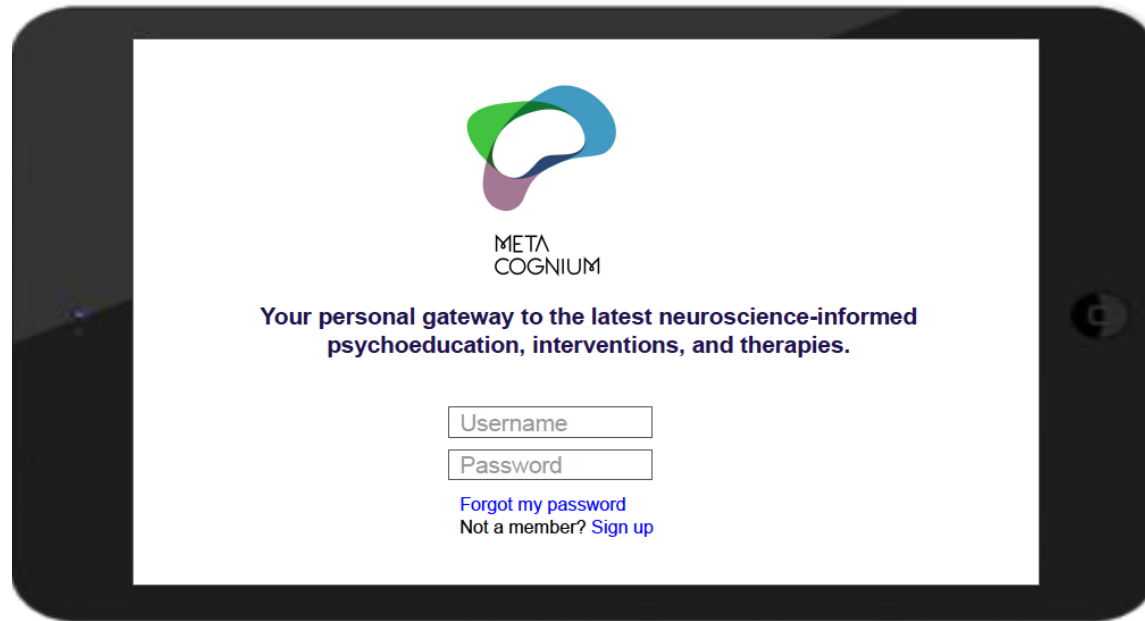 META
COGNIUM
Your personal gateway to the latest neuroscience-informed
psychoeducation, interventions, and therapies.
Username
Password
Forgot my password
Not a member? Sign up